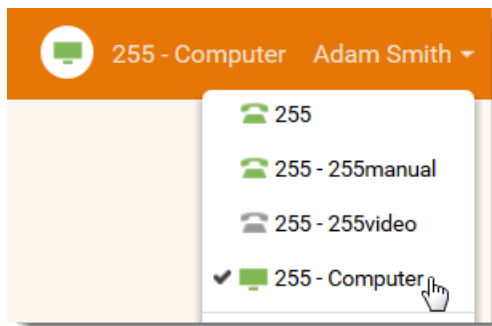 255 - Computer Adam Smith
255
255 - 255manual
255 - 255video
255 - Computer